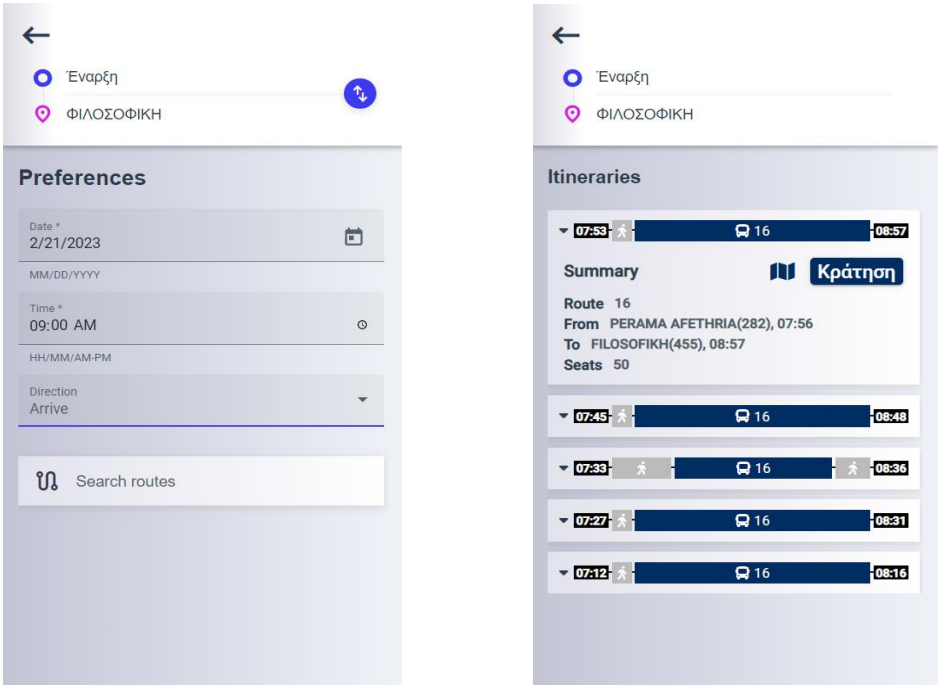 Έναρξη
ΦΙΛΟΣΟΦΙΚΗ
Preferences
Date *
2/21/2023
MM/DD/YYYY
Time *
09:00 AM
HH/MM/AM-PM
Direction
Arrive
Search routes
Έναρξη
ΦΙΛΟΣΟΦΙΚΗ
Itineraries
07:53 16 08:57
Summary Κράτηση
Route 16
From PERAMA AFETHRIA(282), 07:56
To FILOSOFIKH(455), 08:57
Seats 50
07:45 16 08:48
07:33 16 08:36
07:27 16 08:31
07:12 16 08:16